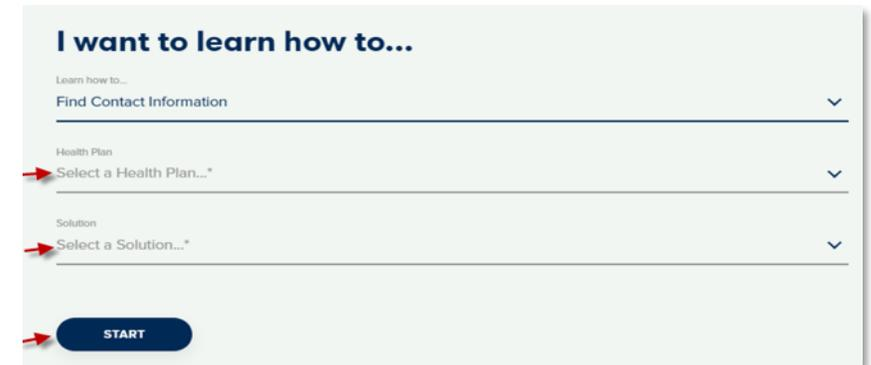 I want to learn how to...
Learn how to...
Find Contact Information
Health Plan
Select a Health Plan...*
Solution
Select a Solution...*
START